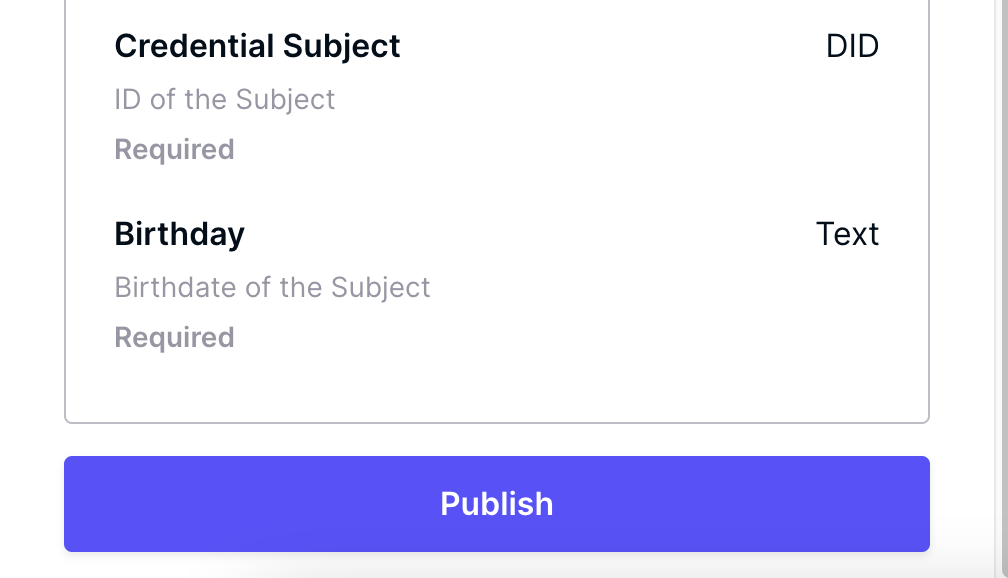 Credential Subject DID
ID of the Subject
Required
Birthday Text
Birthdate of the Subject
Required
Publish